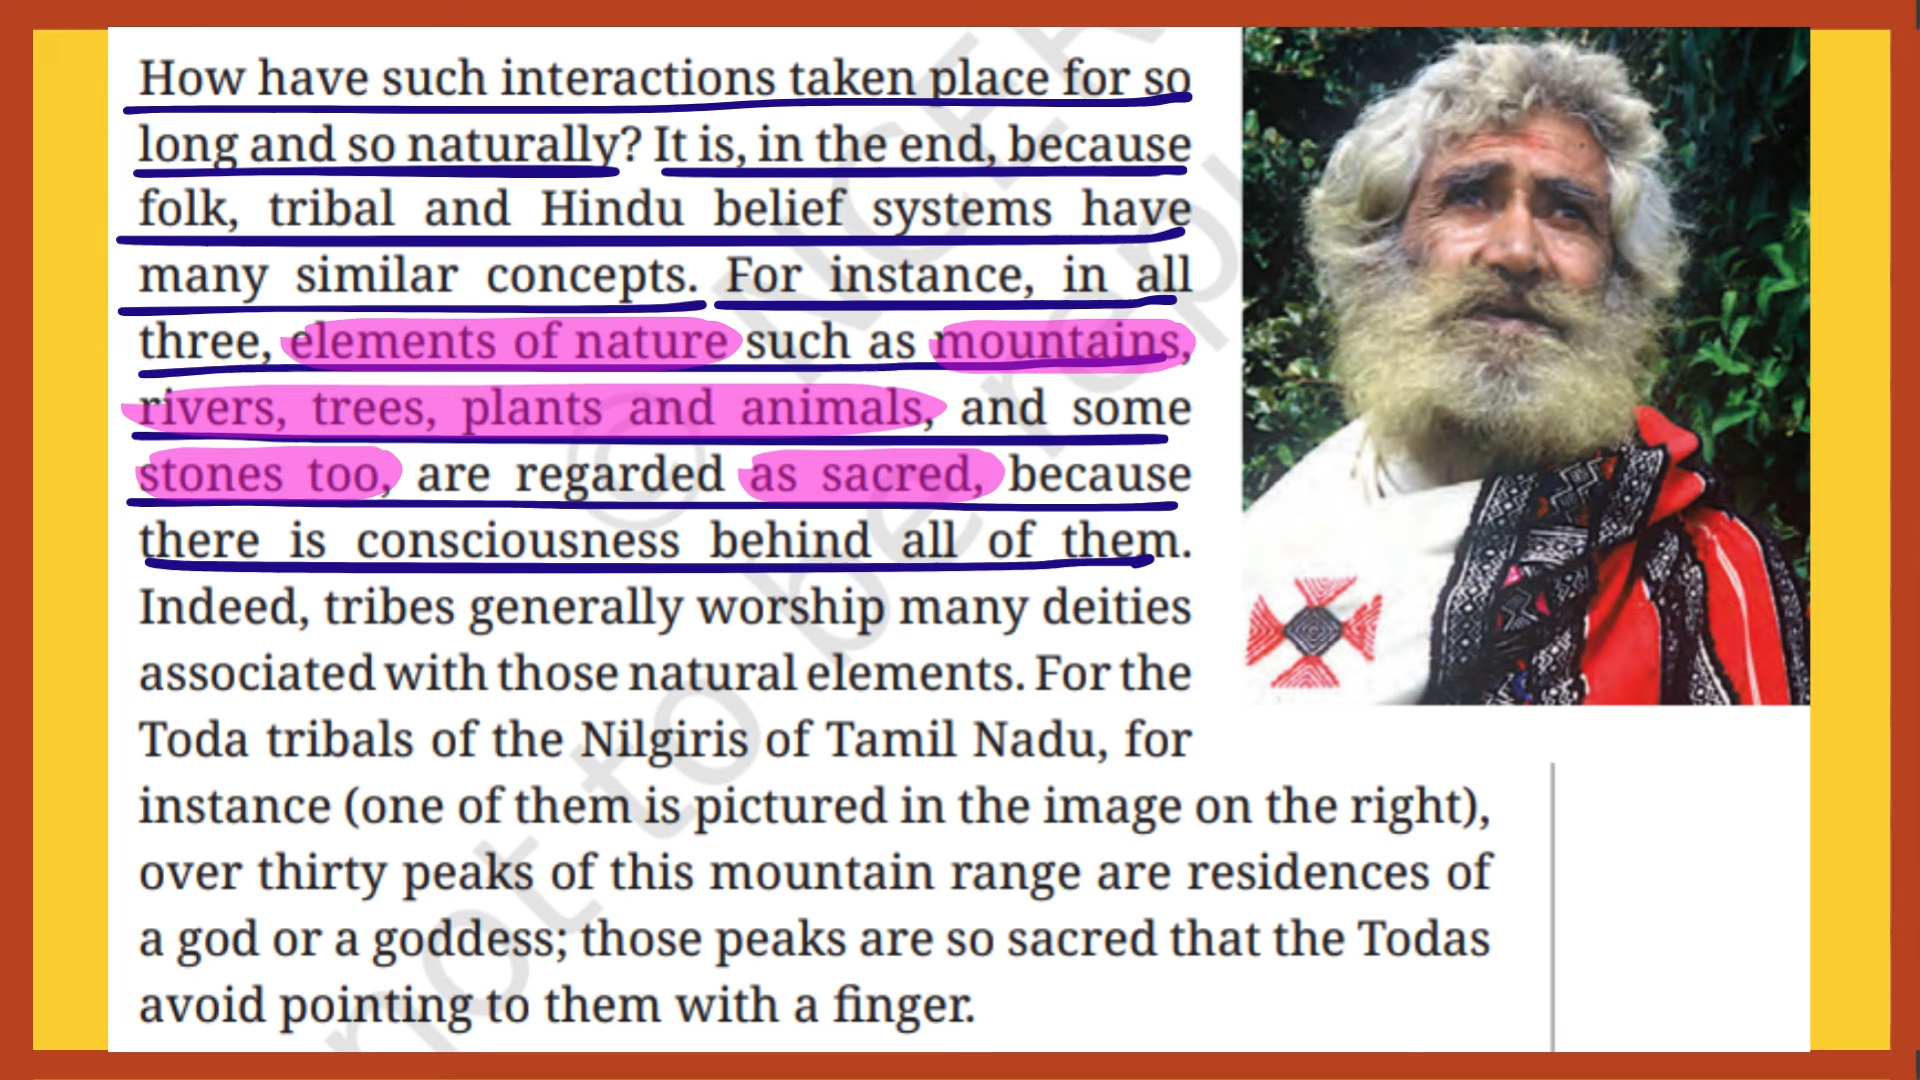 How have such interactions taken place for so
long and so naturally? It is, in the end, because
folk, tribal and Hindu belief systems have
many similar concepts. For instance, in all
three, elements of nature such as mountains,
rivers, trees, plants and animals, and some
stones too, are regarded as sacred, because
there is consciousness behind all of them.
Indeed, tribes generally worship many deities
associated with those natural elements. For the
Toda tribals of the Nilgiris of Tamil Nadu, for
instance (one of them is pictured in the image on the right),
over thirty peaks of this mountain range are residences of
a god or a goddess; those peaks are so sacred that the Todas
avoid pointing to them with a finger.